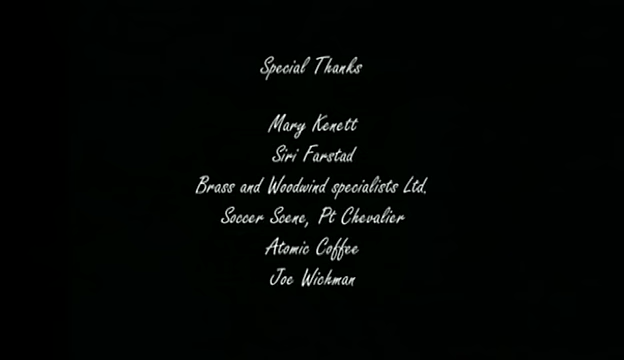 Special Thanks
Mary Kenett
Siri Farstad
Brass and Woodwind specialists Ltd.
Soccer Scene, Pt Chevalier
Atomic Coffee
Joe Wichman